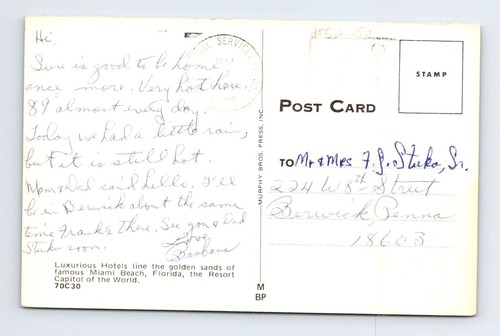 Hi,
Sure is good to be home
once more. Very hot here,
89 almost every day.
Today we had a little rain,
but it is still hot.
Mom & Dad said hello. I'll
be in Berwick about the same
time Frank's there. See you & Dad
Stuka soon.
Love,
Barbana
Luxurious Hotels line the golden sands of
famous Miami Beach, Florida, the Resort
Capitol of the World.
70C30
MURPHY BROS. PRESS, INC.
M
BP
SERVICE
STAMP
POST CARD
TO Mr & Mrs F. J. Stuka, Sr.
224 W 8th Street
Berwick, Penna
18603